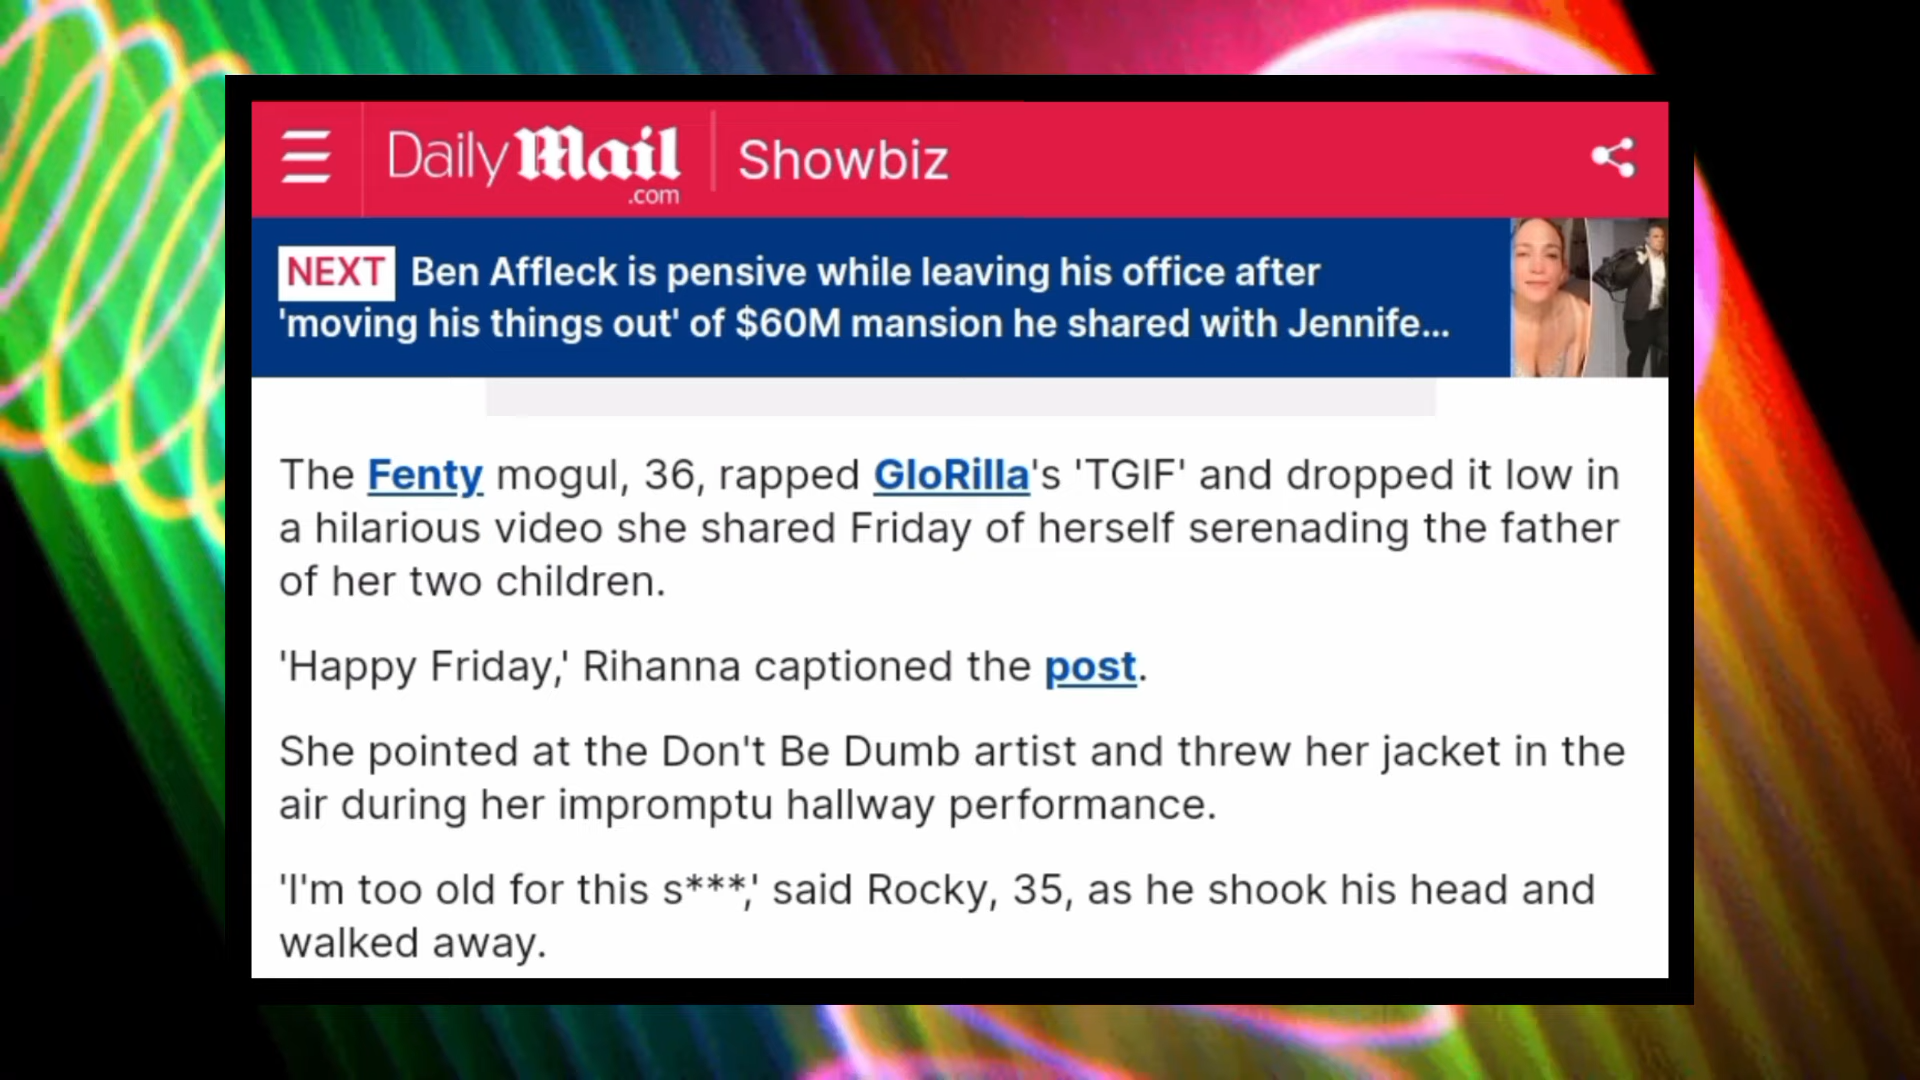 Daily Mail
.com
Showbiz
NEXT Ben Affleck is pensive while leaving his office after
'moving his things out' of $60M mansion he shared with Jennife...
The Fenty mogul, 36, rapped GloRilla's 'TGIF' and dropped it low in
a hilarious video she shared Friday of herself serenading the father
of her two children.
'Happy Friday,' Rihanna captioned the post.
She pointed at the Don't Be Dumb artist and threw her jacket in the
air during her impromptu hallway performance.
'I'm too old for this s***,' said Rocky, 35, as he shook his head and
walked away.